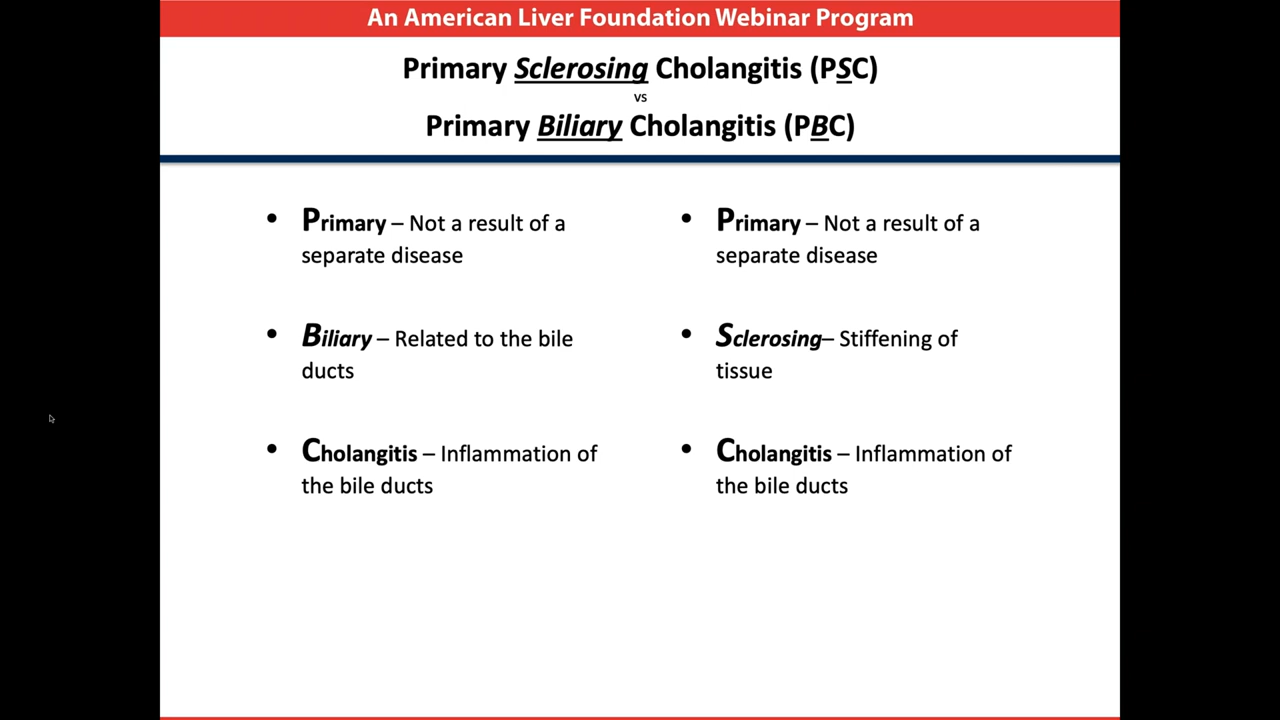 An American Liver Foundation Webinar Program
Primary Sclerosing Cholangitis (PSC)
vs
Primary Biliary Cholangitis (PBC)
• Primary – Not a result of a
separate disease
• Biliary – Related to the bile
ducts
• Cholangitis – Inflammation of
the bile ducts
• Primary – Not a result of a
separate disease
• Sclerosing– Stiffening of
tissue
• Cholangitis – Inflammation of
the bile ducts